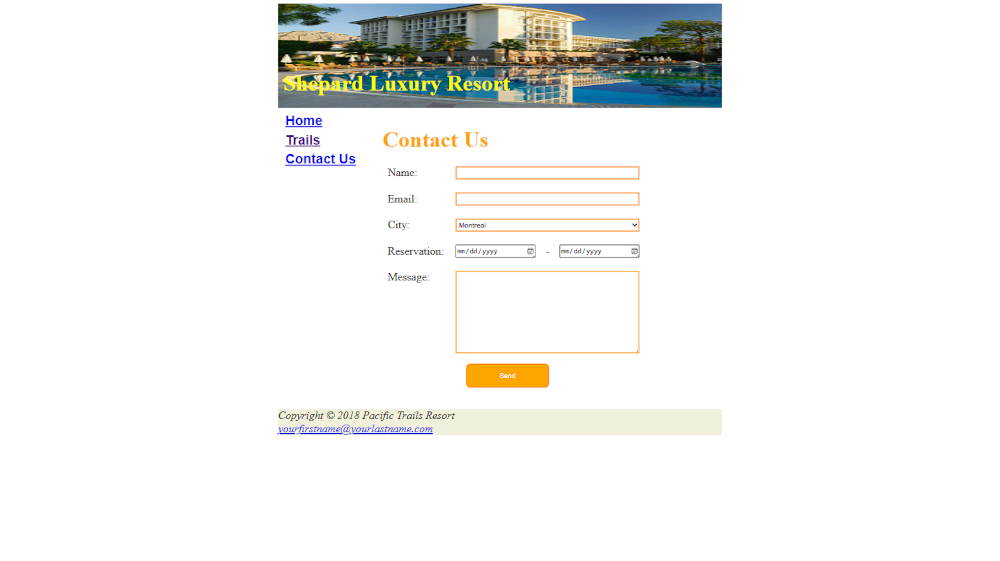 Shepard Luxury Resort
Home
Trails
Contact Us
Contact Us
Name:
Email:
City: Montreal
Reservation: mm/dd/yyyy - mm/dd/yyyy
Message:
Send
Copyright © 2018 Pacific Trails Resort
yourfirstname@yourlastname.com